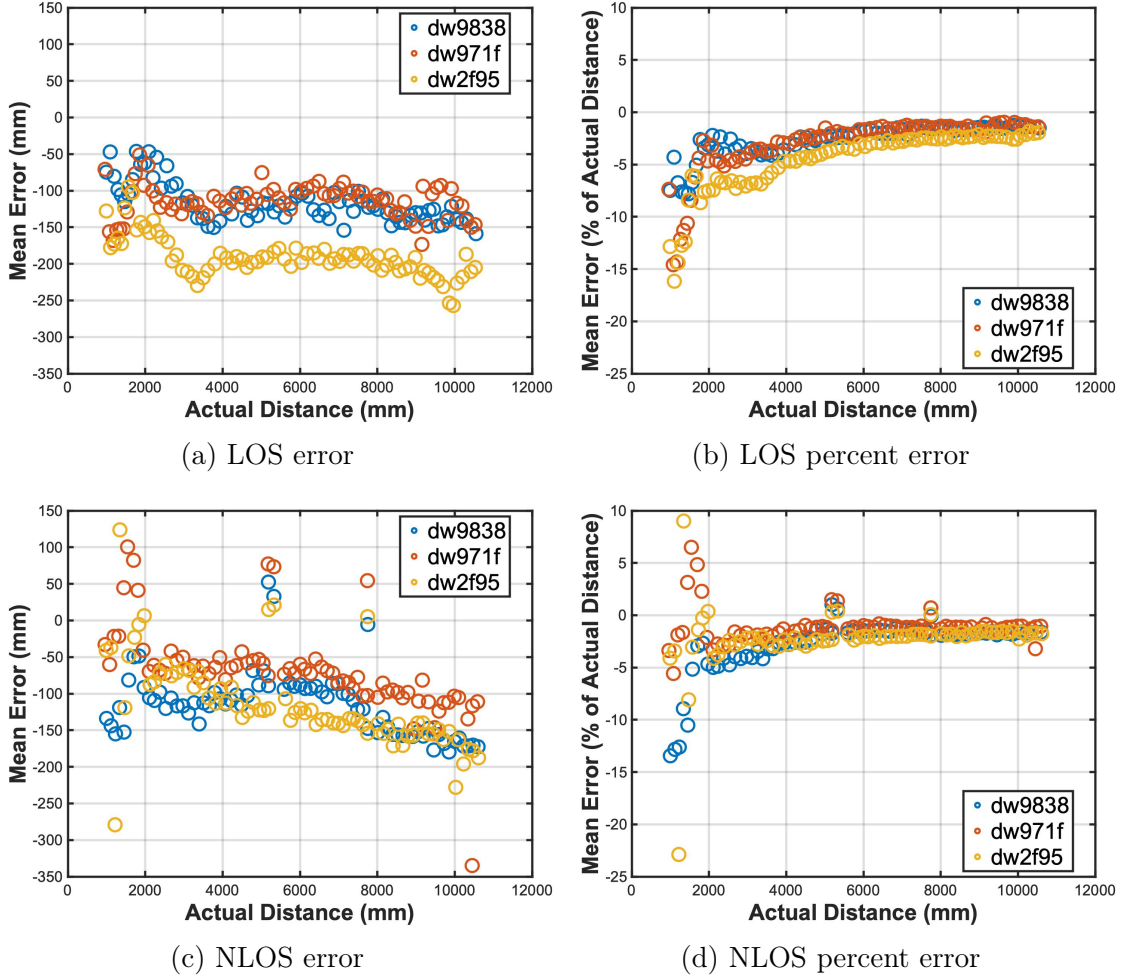 150
100
50
0
-50
-100
-150
-200
-250
-300
-350
Mean Error (mm)
0
2000
4000
6000
8000
10000
12000
Actual Distance (mm)
dw9838
dw971f
dw2f95
(a) LOS error
10
5
0
-5
-10
-15
-20
-25
Mean Error (% of Actual Distance)
0
2000
4000
6000
8000
10000
12000
Actual Distance (mm)
dw9838
dw971f
dw2f95
(b) LOS percent error
150
100
50
0
-50
-100
-150
-200
-250
-300
-350
Mean Error (mm)
0
2000
4000
6000
8000
10000
12000
Actual Distance (mm)
dw9838
dw971f
dw2f95
(c) NLOS error
10
5
0
-5
-10
-15
-20
-25
Mean Error (% of Actual Distance)
0
2000
4000
6000
8000
10000
12000
Actual Distance (mm)
dw9838
dw971f
dw2f95
(d) NLOS percent error